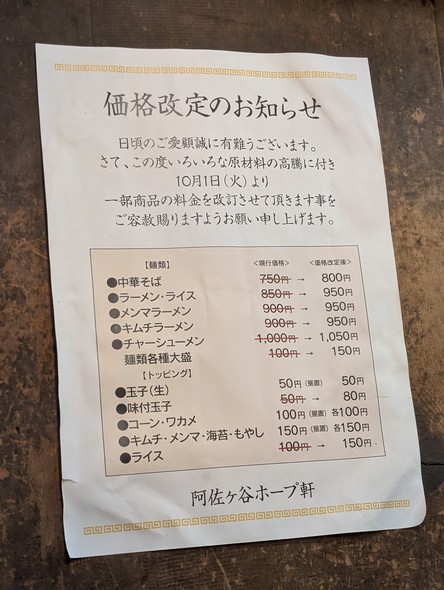 価格改定のお知らせ
日頃のご愛顧誠に有難うございます。
さて、この度いろいろな原材料の高騰に付き
10月1日(火)より
一部商品の料金を改訂させて頂きます事を
ご容赦賜りますようお願い申し上げます。
【麺類】 <現行価格> <価格改定後>
●中華そば 750円 → 800円
●ラーメン・ライス 850円 → 950円
●メンマラーメン 900円 → 950円
●キムチラーメン 900円 → 950円
●チャーシューメン 1,000円 → 1,050円
麺類各種大盛 100円 → 150円
【トッピング】
●玉子(生) 50円(据置) 50円
●味付玉子 50円 → 80円
●コーン・ワカメ 100円(据置) 各100円
●キムチ・メンマ・海苔・もやし 150円(据置) 各150円
●ライス 100円 → 150円
阿佐ヶ谷ホープ軒